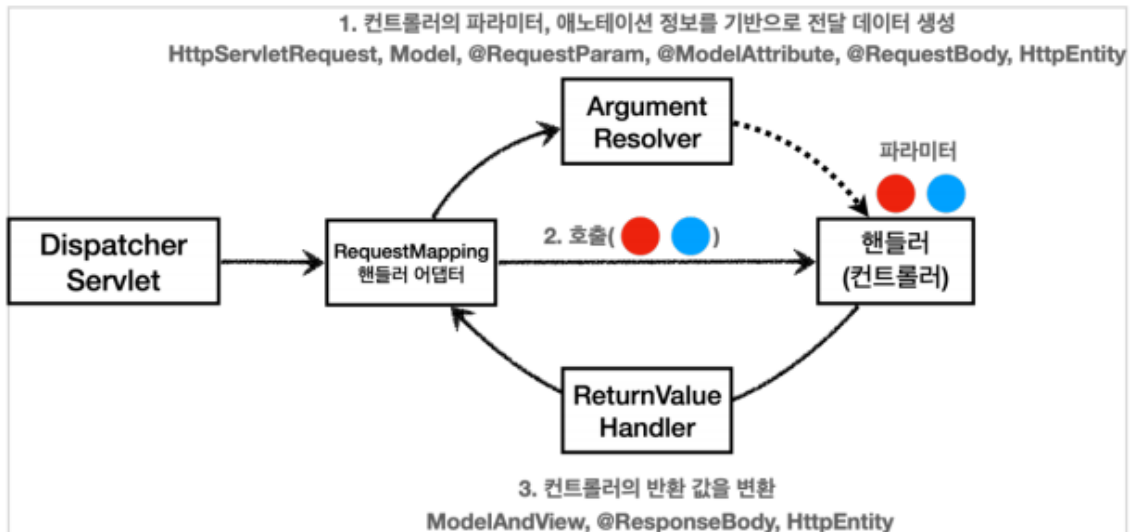 1. 컨트롤러의 파라미터, 애노테이션 정보를 기반으로 전달 데이터 생성
HttpServletRequest, Model, @RequestParam, @ModelAttribute, @RequestBody, HttpEntity
Argument
Resolver
파라미터
Dispatcher
Servlet
RequestMapping
핸들러 어댑터
2. 호출( )
핸들러
(컨트롤러)
ReturnValue
Handler
3. 컨트롤러의 반환 값을 변환
ModelAndView, @ResponseBody, HttpEntity